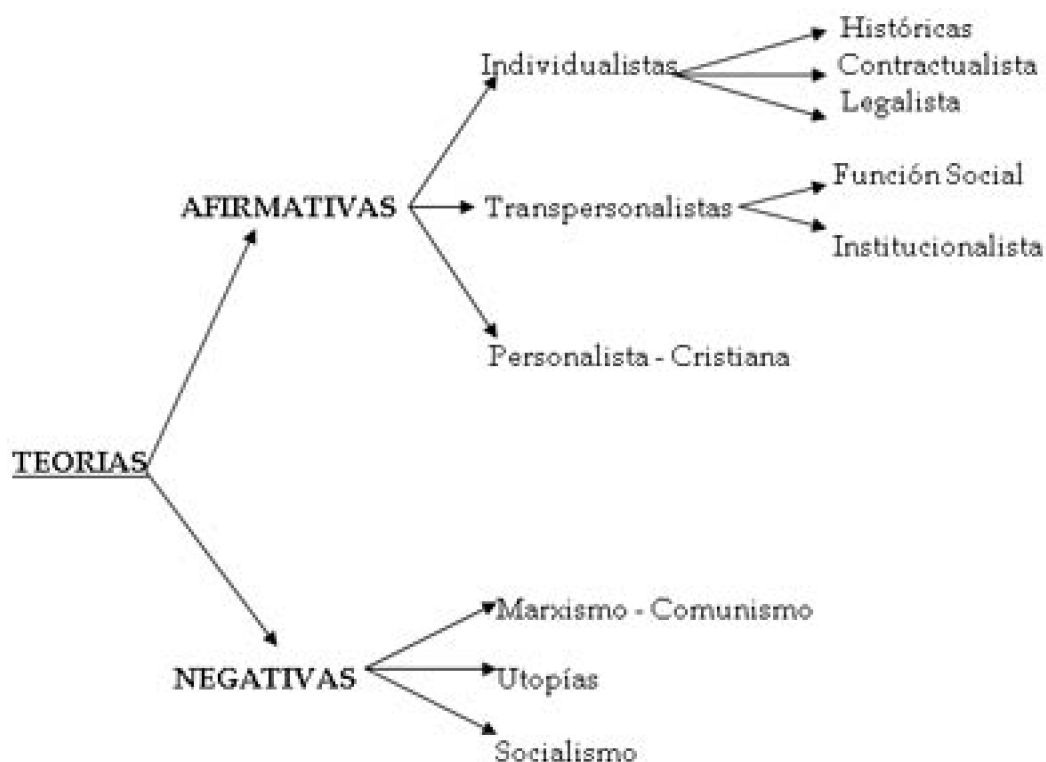 Históricas
Individualistas
Contractualista
Legalista
Función Social
AFIRMATIVAS
Transpersonalistas
Institucionalista
Personalista - Cristiana
TEORIAS
Marxismo - Comunismo
NEGATIVAS
Utopías
Socialismo